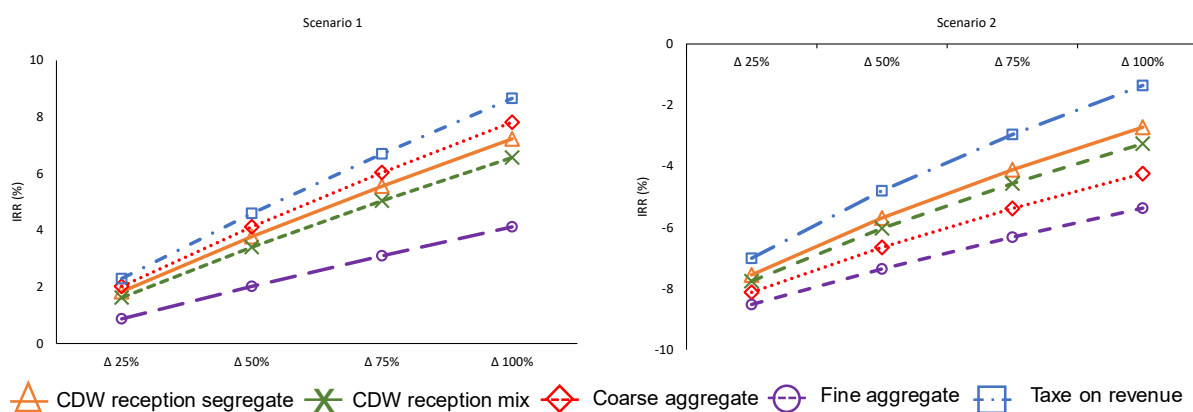 Scenario 1
Scenario 2
10
8
6
4
2
0
IRR (%)
Δ 25%
Δ 50%
Δ 75%
Δ 100%
0
-2
-4
-6
-8
-10
IRR (%)
Δ 25%
Δ 50%
Δ 75%
Δ 100%
CDW reception segregate
CDW reception mix
Coarse aggregate
Fine aggregate
Taxe on revenue